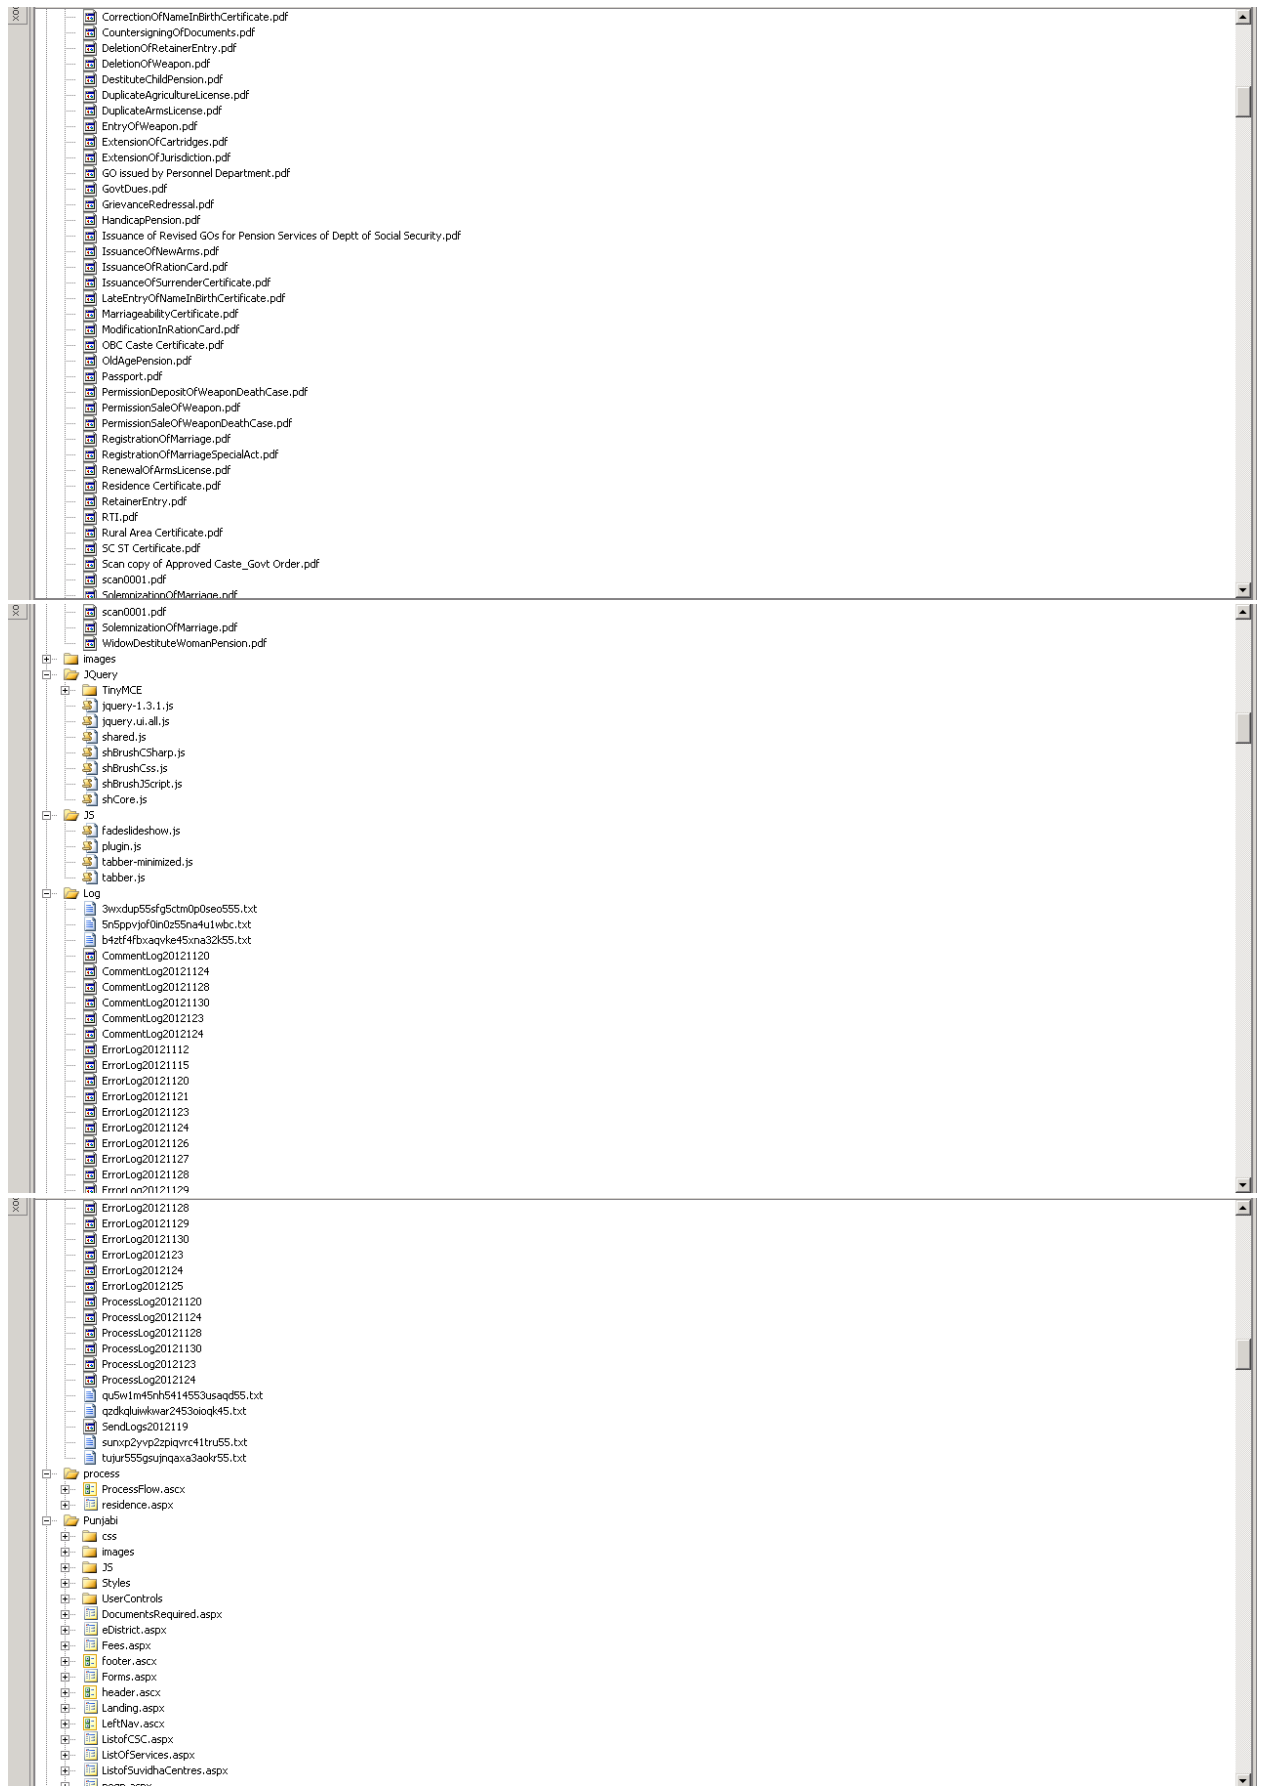 CorrectionOfNameInBirthCertificate.pdf
CountersigningOfDocuments.pdf
DeletionOfRetainerEntry.pdf
DeletionOfWeapon.pdf
DestituteChildPension.pdf
DuplicateAgricultureLicense.pdf
DuplicateArmsLicense.pdf
EntryOfWeapon.pdf
ExtensionOfCartridges.pdf
ExtensionOfJurisdiction.pdf
GO issued by Personnel Department.pdf
GovtDues.pdf
GrievanceRedressal.pdf
HandicapPension.pdf
Issuance of Revised GOs for Pension Services of Deptt of Social Security.pdf
IssuanceOfNewArms.pdf
IssuanceOfRationCard.pdf
IssuanceOfSurrenderCertificate.pdf
LateEntryOfNameInBirthCertificate.pdf
MarriageabilityCertificate.pdf
ModificationInRationCard.pdf
OBC Caste Certificate.pdf
OldAgePension.pdf
Passport.pdf
PermissionDepositOfWeaponDeathCase.pdf
PermissionSaleOfWeapon.pdf
PermissionSaleOfWeaponDeathCase.pdf
RegistrationOfMarriage.pdf
RegistrationOfMarriageSpecialAct.pdf
RenewalOfArmsLicense.pdf
Residence Certificate.pdf
RetainerEntry.pdf
RTI.pdf
Rural Area Certificate.pdf
SC ST Certificate.pdf
Scan copy of Approved Caste_Govt Order.pdf
scan0001.pdf
SolemnizationOfMarriage.pdf
scan0001.pdf
SolemnizationOfMarriage.pdf
WidowDestituteWomanPension.pdf
images
JQuery
TinyMCE
jquery-1.3.1.js
jquery.ui.all.js
shared.js
shBrushCSharp.js
shBrushCss.js
shBrushJScript.js
shCore.js
JS
fadeslideshow.js
plugin.js
tabber-minimized.js
tabber.js
Log
3wxdup55sfg5ctm0p0seo555.txt
5n5ppvjof0in0z55na4u1wbc.txt
b4ztf4fbxaqvke45xna32k55.txt
CommentLog20121120
CommentLog20121124
CommentLog20121128
CommentLog20121130
CommentLog2012123
CommentLog2012124
ErrorLog20121112
ErrorLog20121115
ErrorLog20121120
ErrorLog20121121
ErrorLog20121123
ErrorLog20121124
ErrorLog20121126
ErrorLog20121127
ErrorLog20121128
ErrorLog20121129
ErrorLog20121128
ErrorLog20121129
ErrorLog20121130
ErrorLog2012123
ErrorLog2012124
ErrorLog2012125
ProcessLog20121120
ProcessLog20121124
ProcessLog20121128
ProcessLog20121130
ProcessLog2012123
ProcessLog2012124
qu5w1m45nh5414553usaqd55.txt
qzdkqluiwkwar2453oioqk45.txt
SendLogs2012119
sunxp2yvp2zpiqvrc41tru55.txt
tujur555gsujnqaxa3aokr55.txt
process
ProcessFlow.ascx
residence.aspx
Punjabi
css
images
JS
Styles
UserControls
DocumentsRequired.aspx
eDistrict.aspx
Fees.aspx
footer.ascx
Forms.aspx
header.ascx
Landing.aspx
LeftNav.ascx
ListofCSC.aspx
ListOfServices.aspx
ListofSuvidhaCentres.aspx